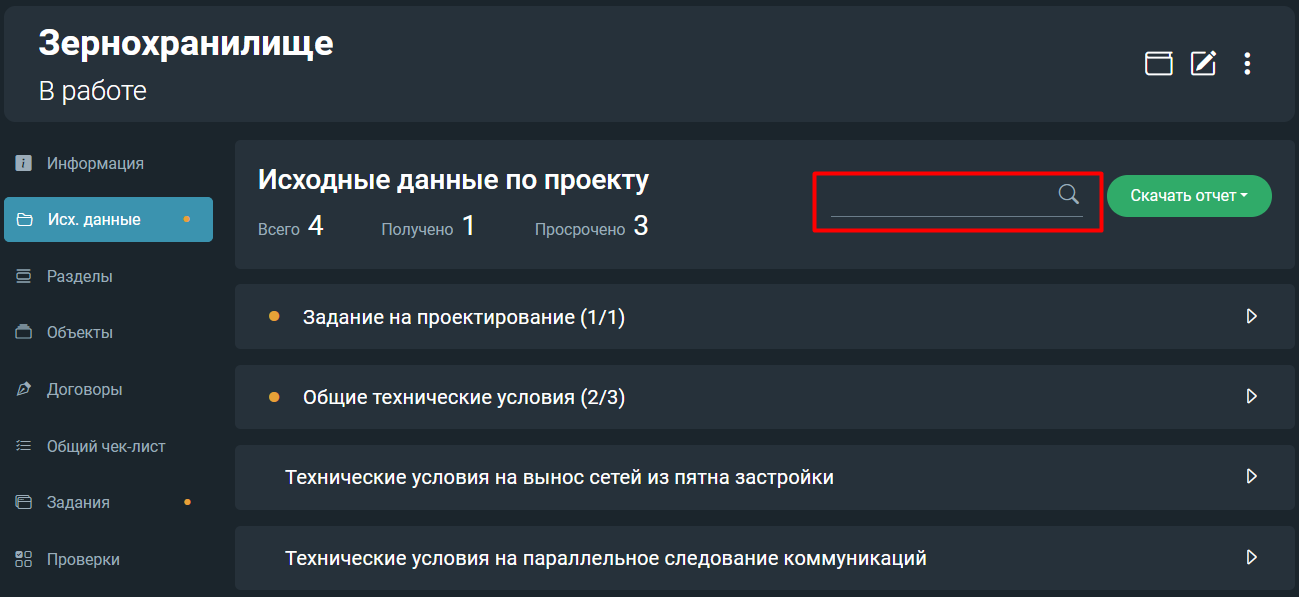 Зернохранилище
В работе
Информация
Исх. данные
Разделы
Объекты
Договоры
Общий чек-лист
Задания
Проверки
Исходные данные по проекту
Всего 4 Получено 1 Просрочено 3
Скачать отчет
Задание на проектирование (1/1)
Общие технические условия (2/3)
Технические условия на вынос сетей из пятна застройки
Технические условия на параллельное следование коммуникаций